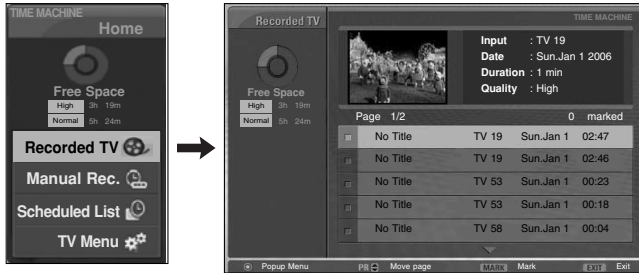 TIME MACHINE
Home
Free Space
High 3h 19m
Normal 5h 24m
Recorded TV
Manual Rec.
Scheduled List
TV Menu
Recorded TV
TIME MACHINE
Free Space
High 3h 19m
Normal 5h 24m
Input : TV 19
Date : Sun.Jan 1 2006
Duration : 1 min
Quality : High
Page 1/2 0 marked
No Title TV 19 Sun.Jan 1 02:47
No Title TV 19 Sun.Jan 1 02:46
No Title TV 53 Sun.Jan 1 00:23
No Title TV 53 Sun.Jan 1 00:18
No Title TV 58 Sun.Jan 1 00:04
Popup Menu PR Move page MARK Mark EXIT Exit